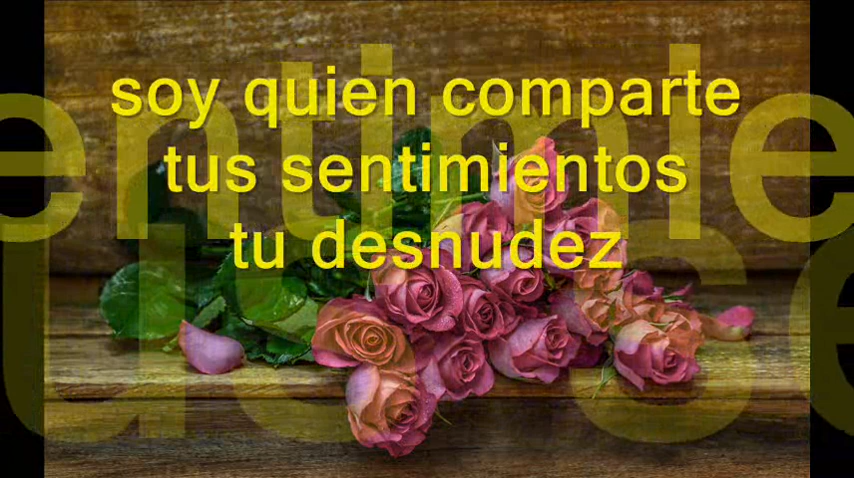 soy quien comparte
tus sentimientos
tu desnudez